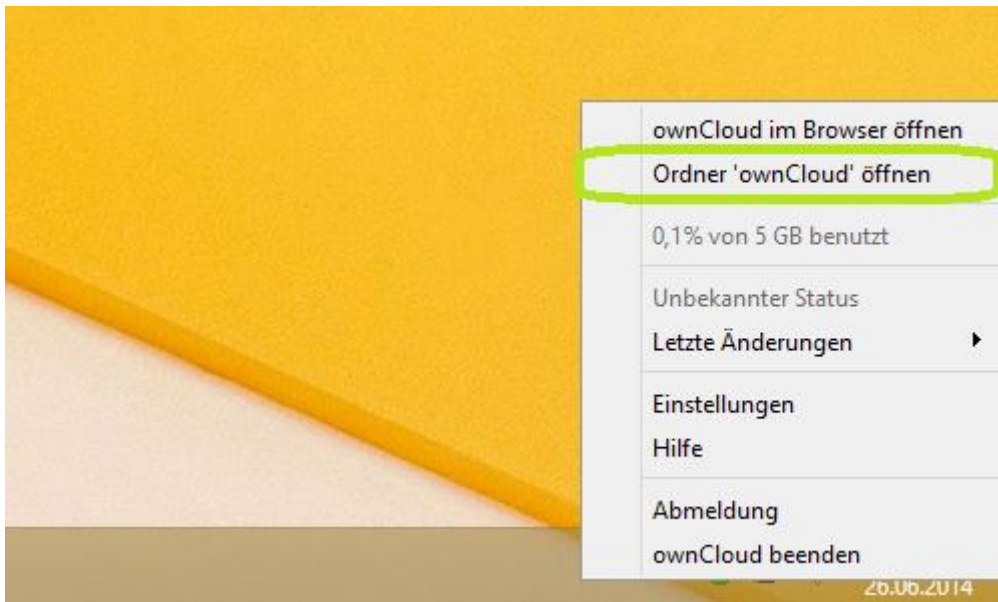 ownCloud im Browser öffnen
Ordner 'ownCloud' öffnen
0,1% von 5 GB benutzt
Unbekannter Status
Letzte Änderungen
Einstellungen
Hilfe
Abmeldung
ownCloud beenden
26.06.2014